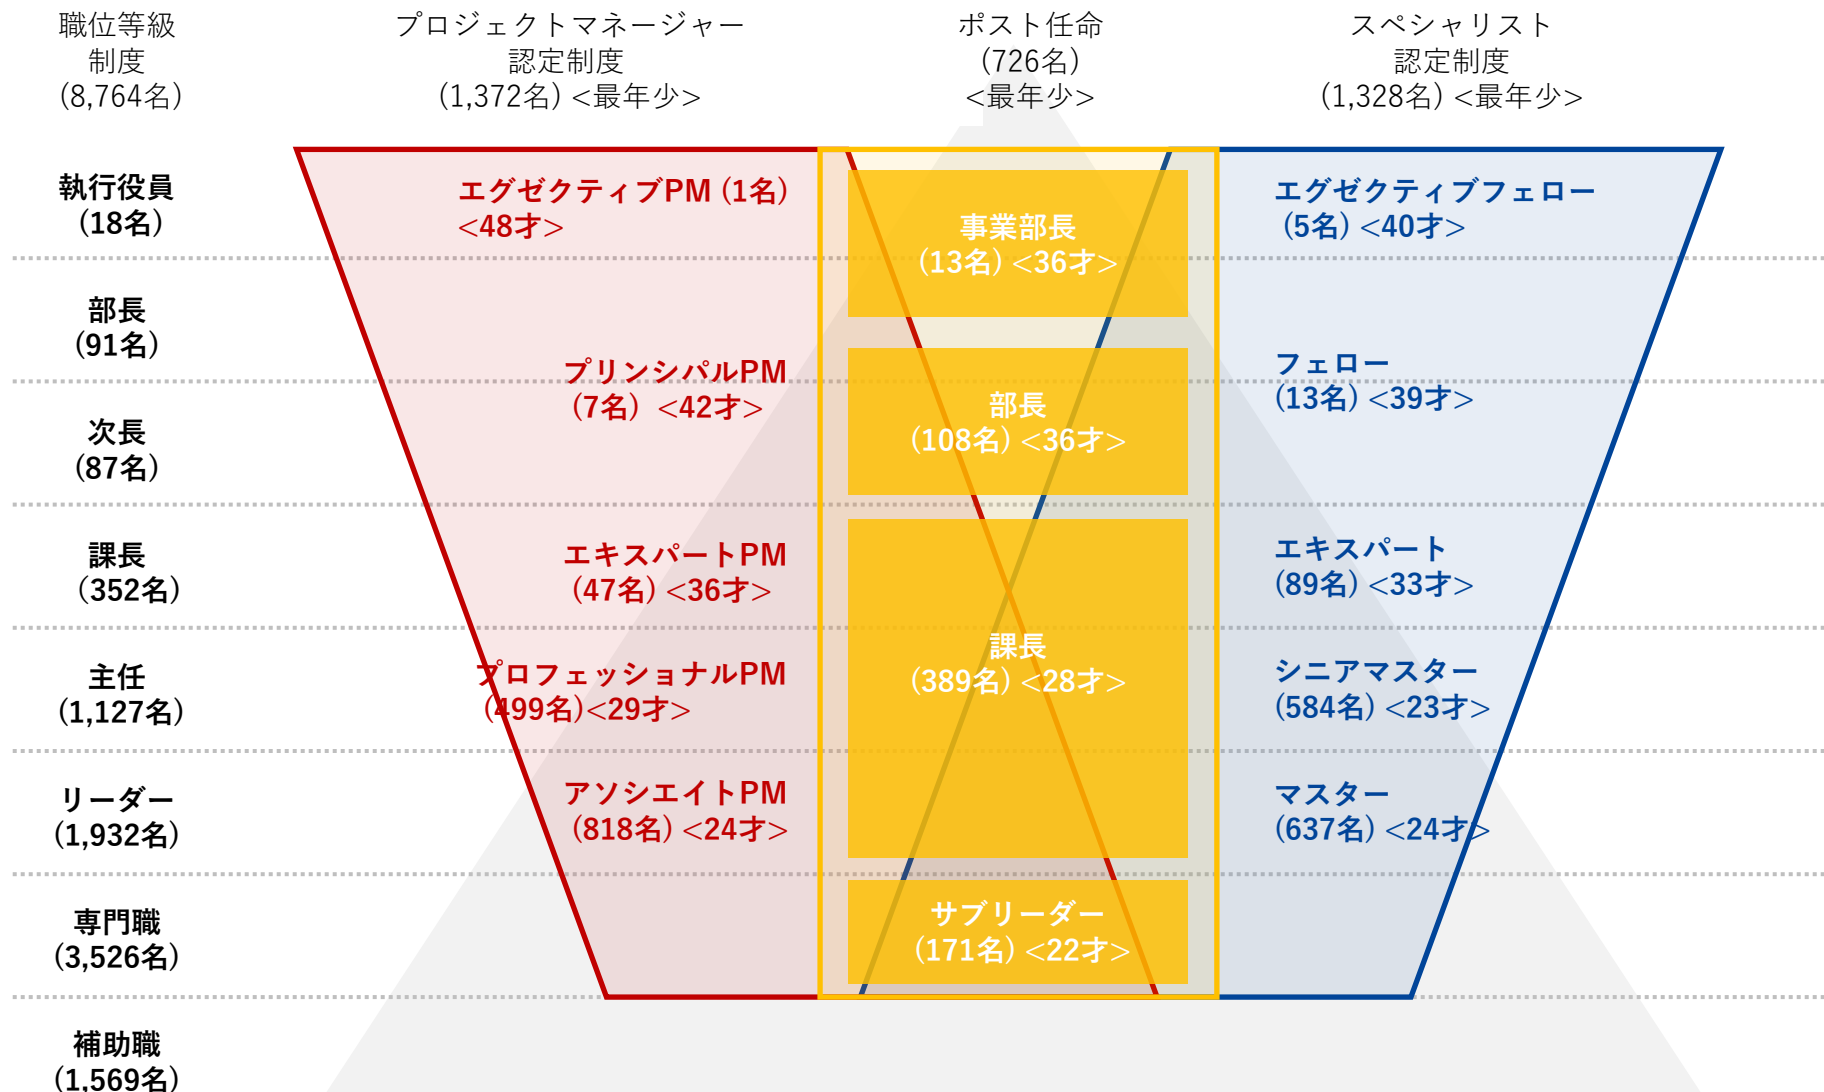 職位等級
制度
(8,764名)
プロジェクトマネージャー
認定制度
(1,372名) <最年少>
ポスト任命
(726名)
<最年少>
スペシャリスト
認定制度
(1,328名) <最年少>
執行役員
(18名)
部長
(91名)
次長
(87名)
課長
(352名)
主任
(1,127名)
リーダー
(1,932名)
専門職
(3,526名)
補助職
(1,569名)
エグゼクティブPM (1名)
<48才>
プリンシパルPM
(7名) <42才>
エキスパートPM
(47名) <36才>
プロフェッショナルPM
(499名)<29才>
アソシエイトPM
(818名) <24才>
事業部長
(13名) <36才>
部長
(108名) <36才>
課長
(389名) <28才>
サブリーダー
(171名) <22才>
エグゼクティブフェロー
(5名) <40才>
フェロー
(13名) <39才>
エキスパート
(89名) <33才>
シニアマスター
(584名) <23才>
マスター
(637名) <24才>